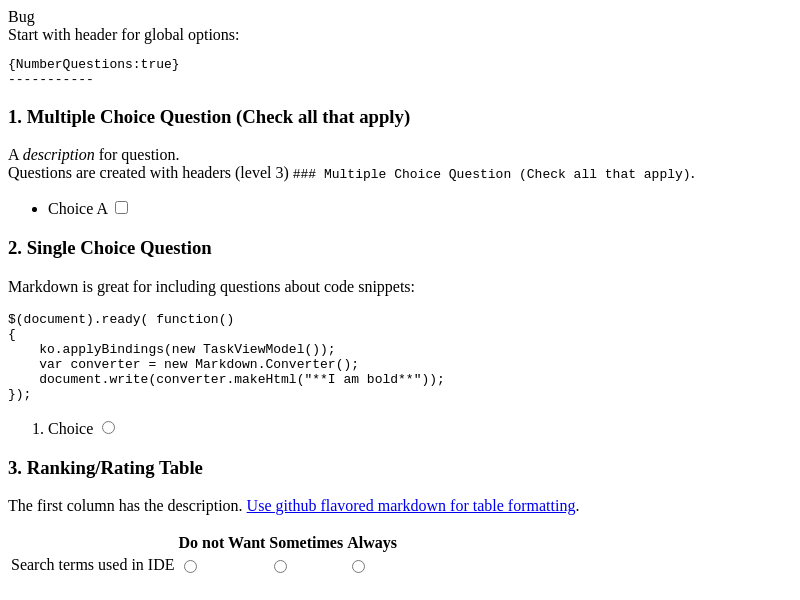 Bug
Start with header for global options:
{NumberQuestions:true}
-----------
1. Multiple Choice Question (Check all that apply)
A description for question.
Questions are created with headers (level 3) ### Multiple Choice Question (Check all that apply).
• Choice A
2. Single Choice Question
Markdown is great for including questions about code snippets:
$(document).ready( function()
{
    ko.applyBindings(new TaskViewModel());
    var converter = new Markdown.Converter();
    document.write(converter.makeHtml("**I am bold**"));
});
1. Choice
3. Ranking/Rating Table
The first column has the description. Use github flavored markdown for table formatting.
Do not Want Sometimes Always
Search terms used in IDE